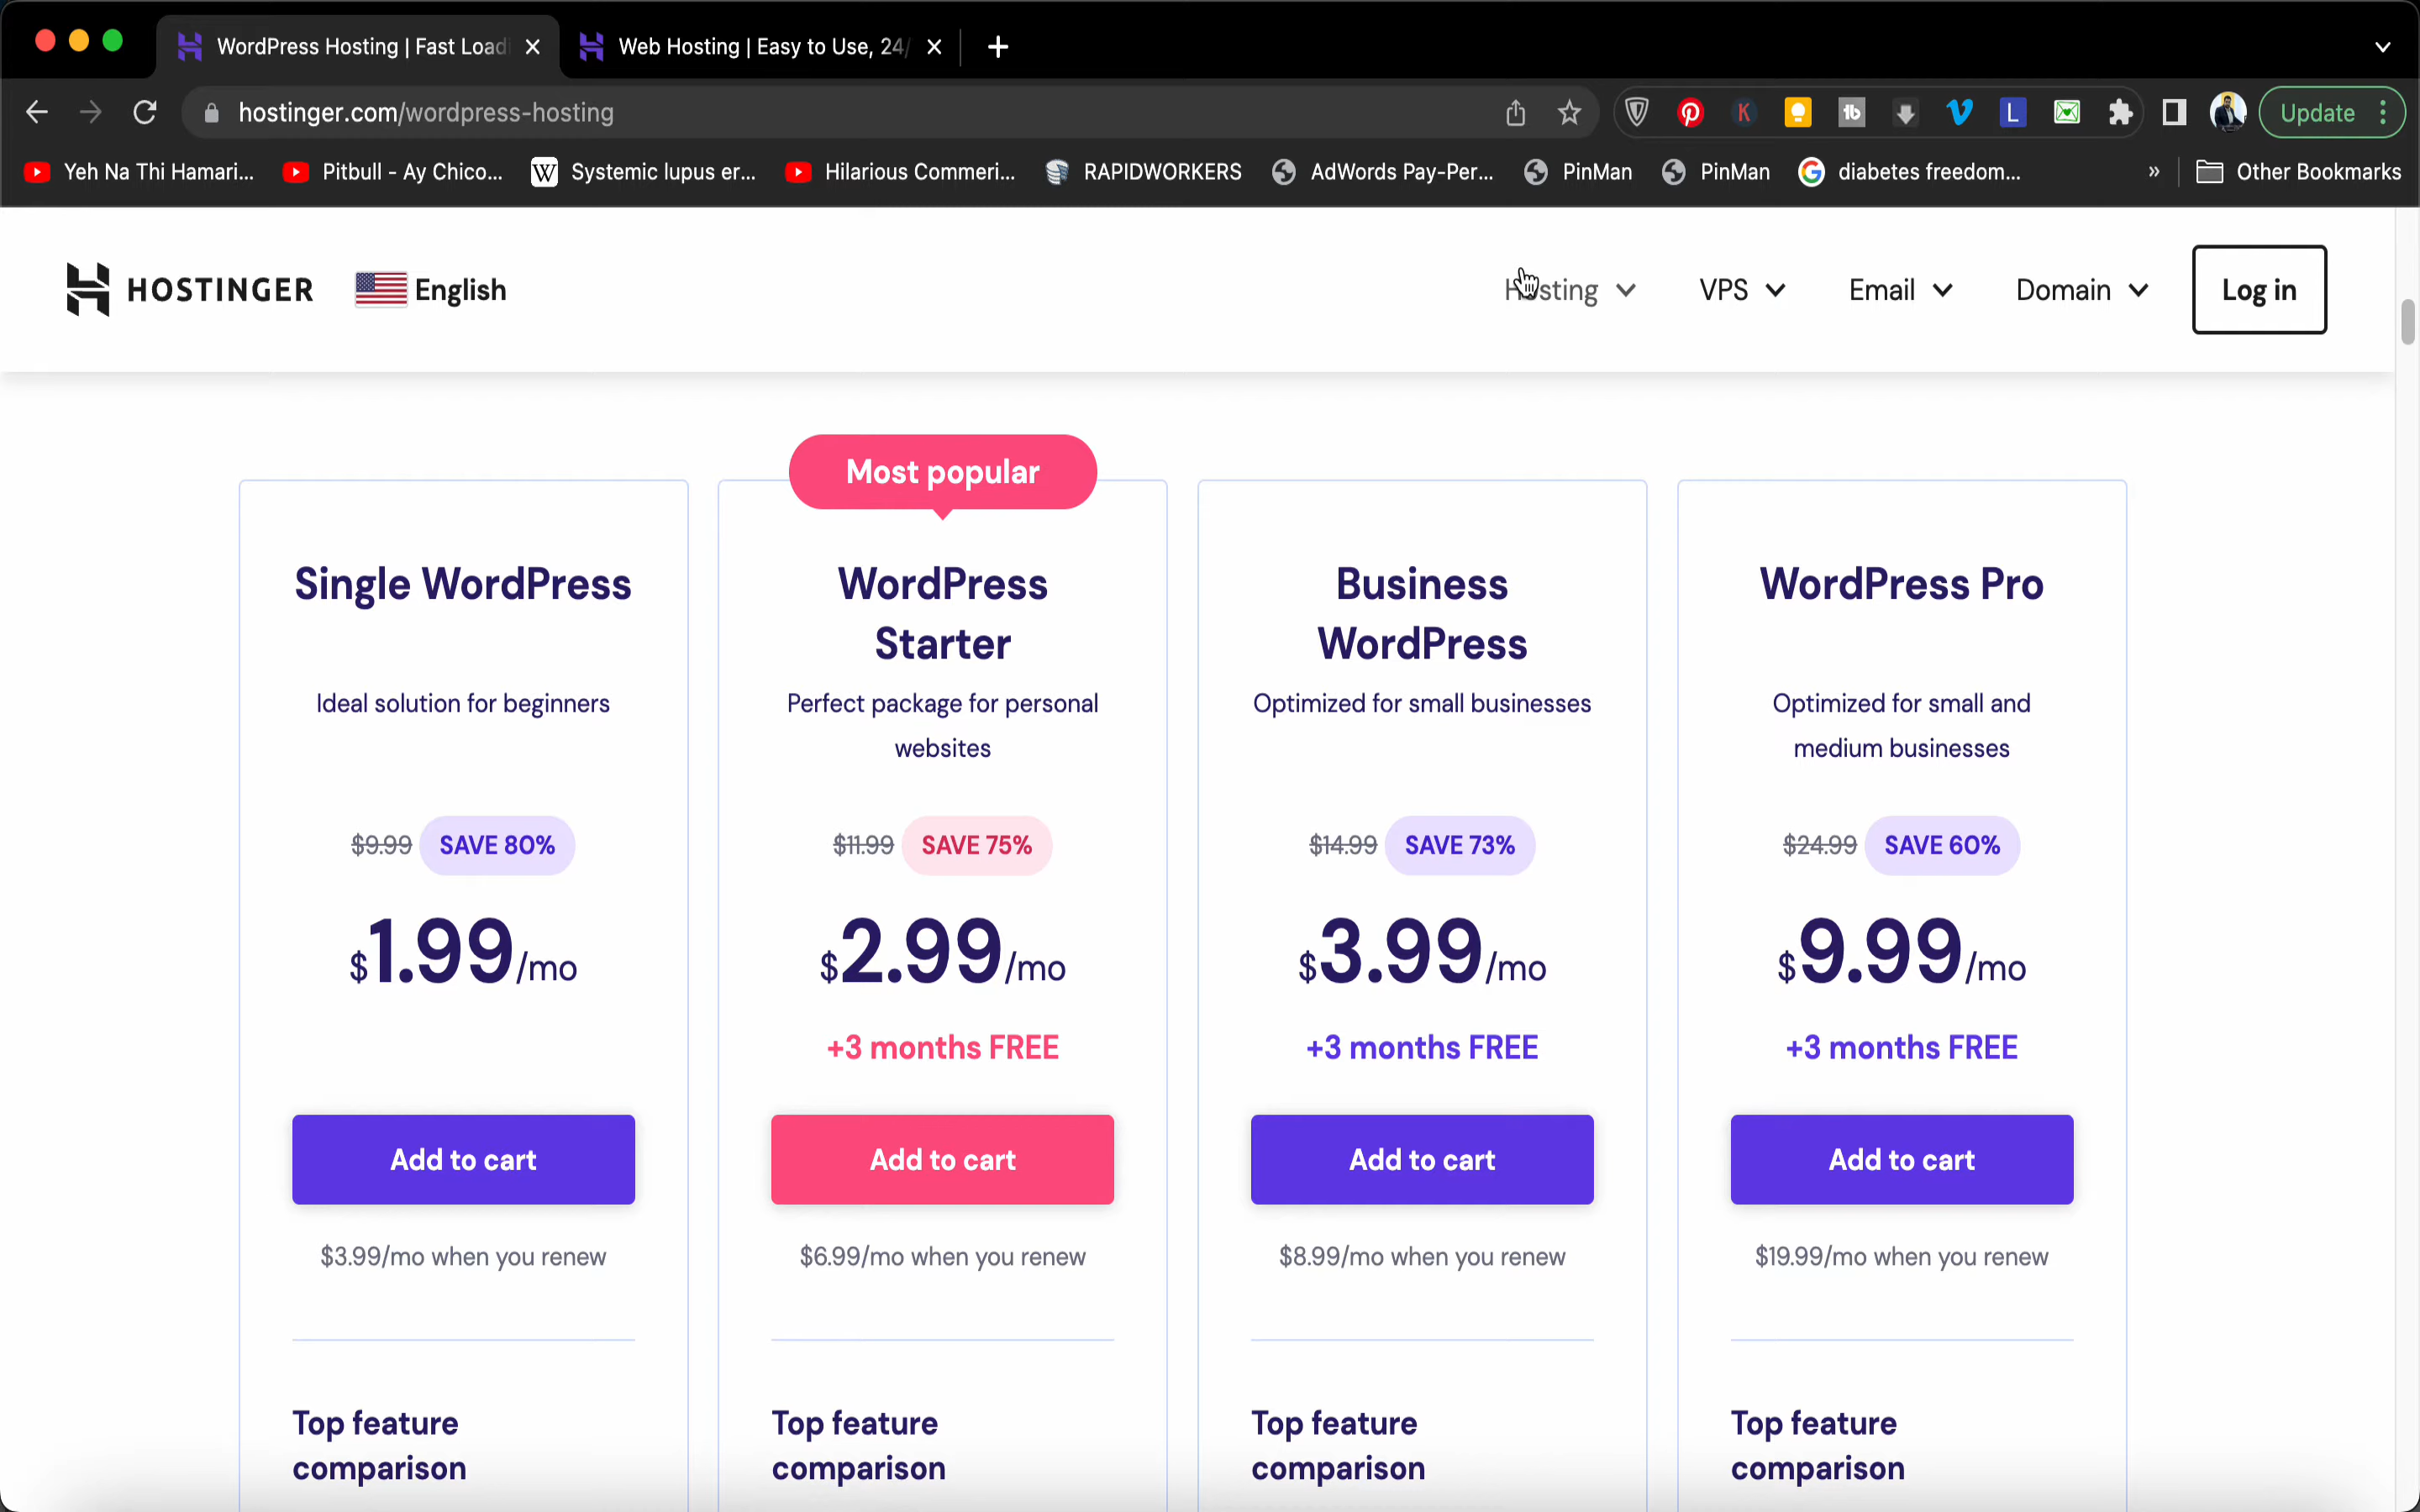 WordPress Hosting | Fast Load
Web Hosting | Easy to Use, 24/
hostinger.com/wordpress-hosting
Update
Yeh Na Thi Hamari...
Pitbull - Ay Chico...
Systemic lupus er...
Hilarious Commeri...
RAPIDWORKERS
AdWords Pay-Per...
PinMan
PinMan
diabetes freedom...
»
Other Bookmarks
HOSTINGER
English
Hosting
VPS
Email
Domain
Log in
Most popular
Single WordPress
Ideal solution for beginners
$9.99 SAVE 80%
$1.99/mo
Add to cart
$3.99/mo when you renew
Top feature
comparison
WordPress
Starter
Perfect package for personal
websites
$11.99 SAVE 75%
$2.99/mo
+3 months FREE
Add to cart
$6.99/mo when you renew
Top feature
comparison
Business
WordPress
Optimized for small businesses
$14.99 SAVE 73%
$3.99/mo
+3 months FREE
Add to cart
$8.99/mo when you renew
Top feature
comparison
WordPress Pro
Optimized for small and
medium businesses
$24.99 SAVE 60%
$9.99/mo
+3 months FREE
Add to cart
$19.99/mo when you renew
Top feature
comparison